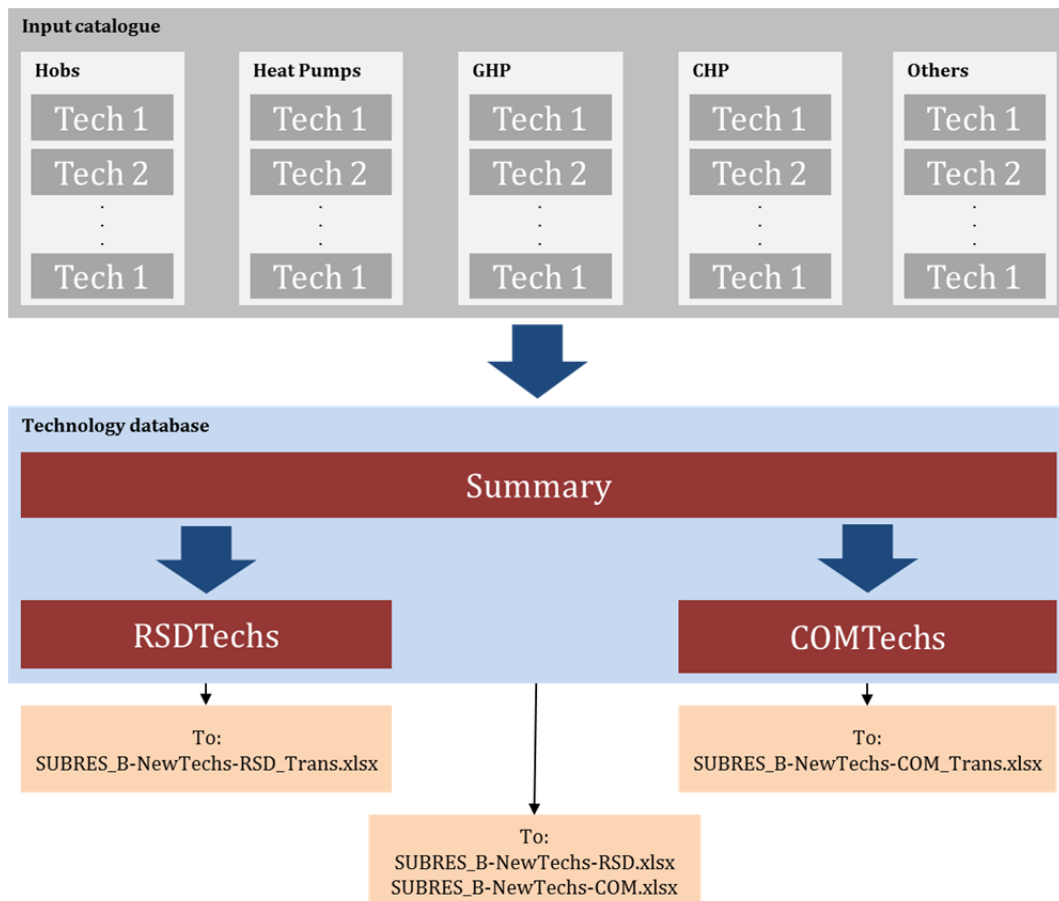 Input catalogue
Hobs
Tech 1
Tech 2
.
.
.
Tech 1
Heat Pumps
Tech 1
Tech 2
.
.
.
Tech 1
GHP
Tech 1
Tech 2
.
.
.
Tech 1
CHP
Tech 1
Tech 2
.
.
.
Tech 1
Others
Tech 1
Tech 2
.
.
.
Tech 1
Technology database
Summary
RSDTechs
COMTechs
To:
SUBRES_B-NewTechs-RSD_Trans.xlsx
To:
SUBRES_B-NewTechs-COM_Trans.xlsx
To:
SUBRES_B-NewTechs-RSD.xlsx
SUBRES_B-NewTechs-COM.xlsx